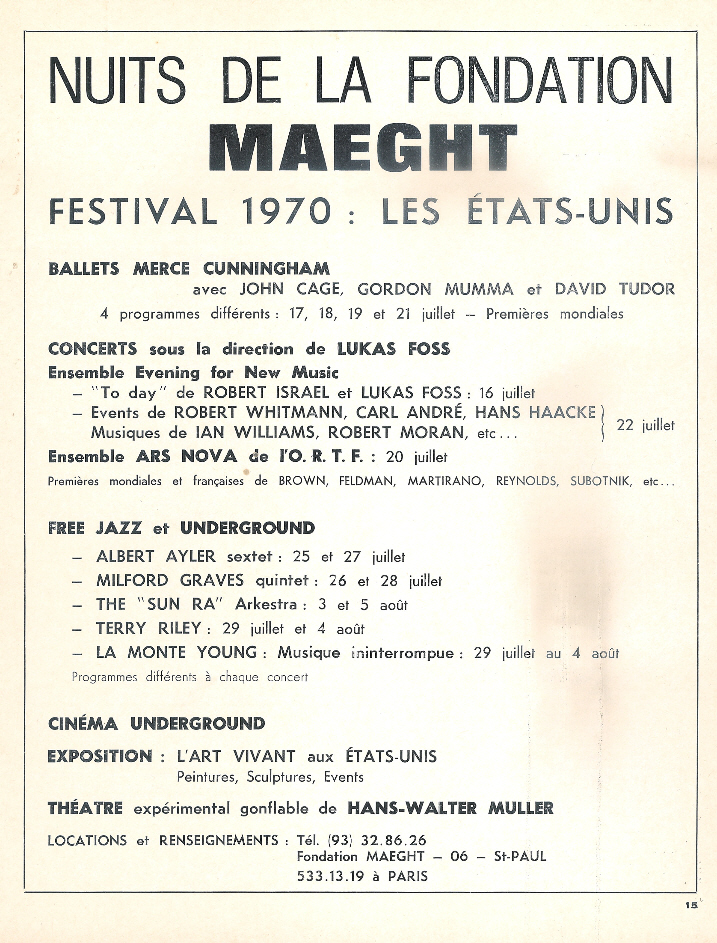 NUITS DE LA FONDATION
MAEGHT
FESTIVAL 1970 : LES ÉTATS-UNIS
BALLETS MERCE CUNNINGHAM
avec JOHN CAGE, GORDON MUMMA et DAVID TUDOR
4 programmes différents : 17, 18, 19 et 21 juillet – Premières mondiales
CONCERTS sous la direction de LUKAS FOSS
Ensemble Evening for New Music
– "To day" de ROBERT ISRAEL et LUKAS FOSS : 16 juillet
– Events de ROBERT WHITMANN, CARL ANDRÉ, HANS HAACKE
Musiques de IAN WILLIAMS, ROBERT MORAN, etc... } 22 juillet
Ensemble ARS NOVA de l'O. R. T. F. : 20 juillet
Premières mondiales et françaises de BROWN, FELDMAN, MARTIRANO, REYNOLDS, SUBOTNIK, etc...
FREE JAZZ et UNDERGROUND
– ALBERT AYLER sextet : 25 et 27 juillet
– MILFORD GRAVES quintet : 26 et 28 juillet
– THE "SUN RA" Arkestra : 3 et 5 août
– TERRY RILEY : 29 juillet et 4 août
– LA MONTE YOUNG : Musique ininterrompue : 29 juillet au 4 août
Programmes différents à chaque concert
CINÉMA UNDERGROUND
EXPOSITION : L'ART VIVANT aux ÉTATS-UNIS
Peintures, Sculptures, Events
THÉATRE expérimental gonflable de HANS-WALTER MULLER
LOCATIONS et RENSEIGNEMENTS : Tél. (93) 32.86.26
Fondation MAEGHT – 06 – St-PAUL
533.13.19 à PARIS
15